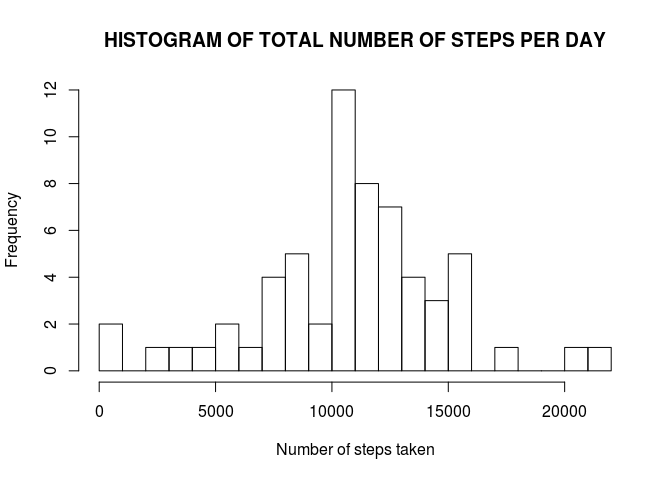 HISTOGRAM OF TOTAL NUMBER OF STEPS PER DAY
12
10
8
6
4
2
0
Frequency
0 5000 10000 15000 20000
Number of steps taken